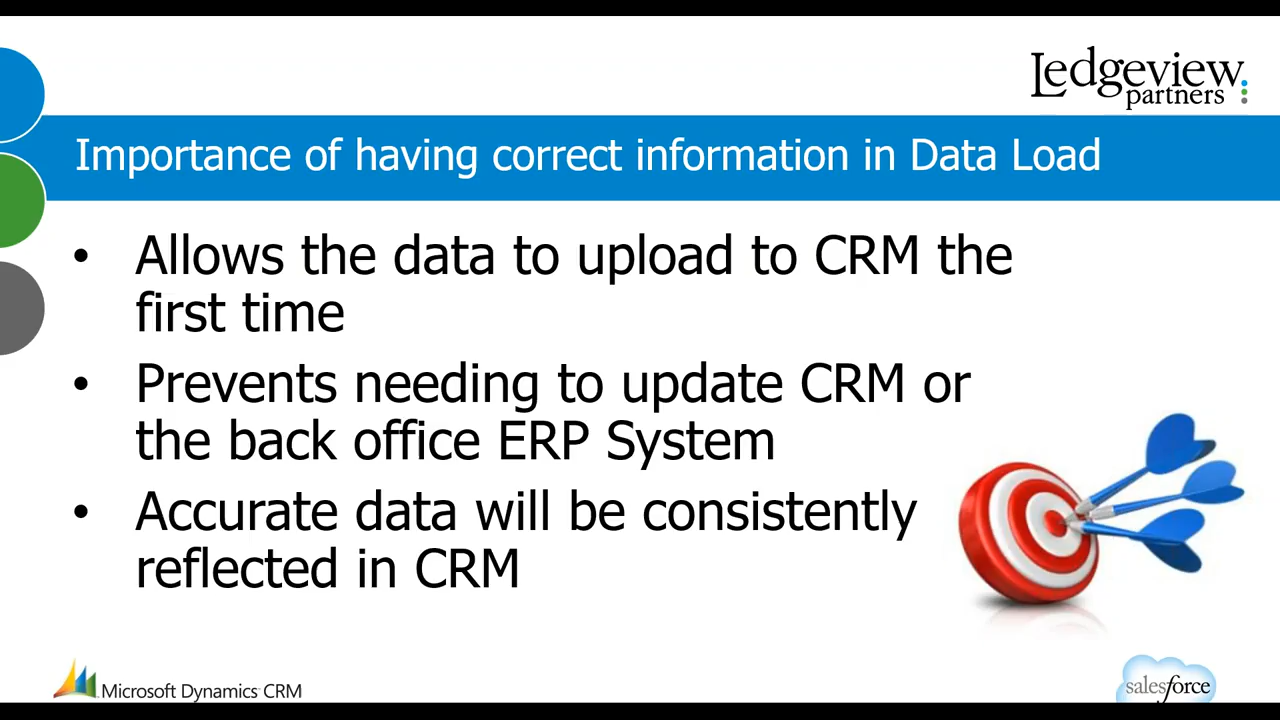 Ledgeview
partners
Importance of having correct information in Data Load
• Allows the data to upload to CRM the
first time
• Prevents needing to update CRM or
the back office ERP System
• Accurate data will be consistently
reflected in CRM
Microsoft Dynamics CRM
salesforce